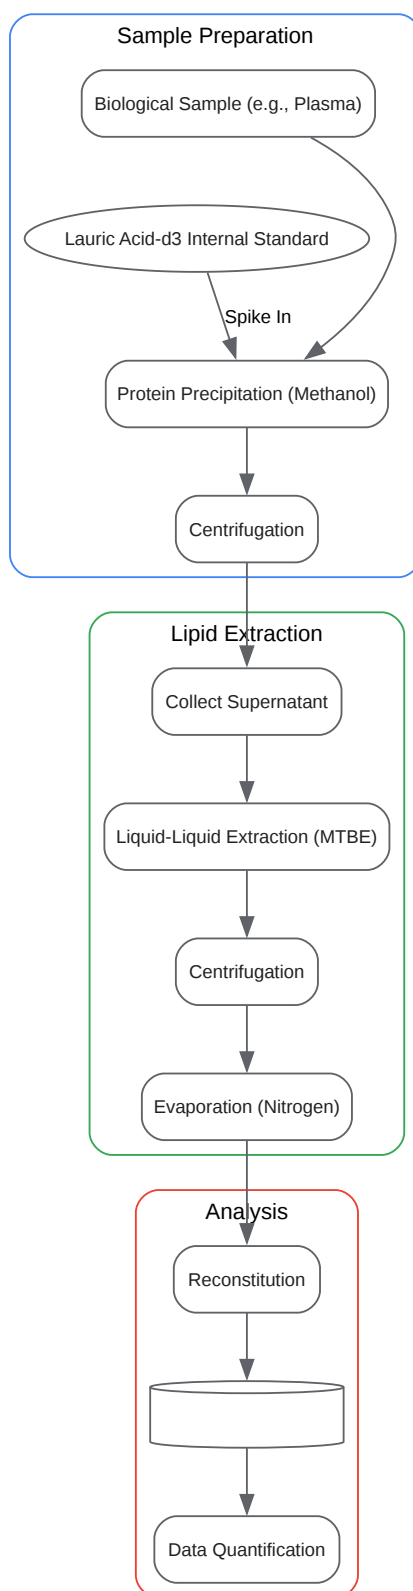 Sample Preparation
Biological Sample (e.g., Plasma)
Lauric Acid-d3 Internal Standard
Spike In
Protein Precipitation (Methanol)
Centrifugation
Lipid Extraction
Collect Supernatant
Liquid-Liquid Extraction (MTBE)
Centrifugation
Evaporation (Nitrogen)
Analysis
Reconstitution
Data Quantification